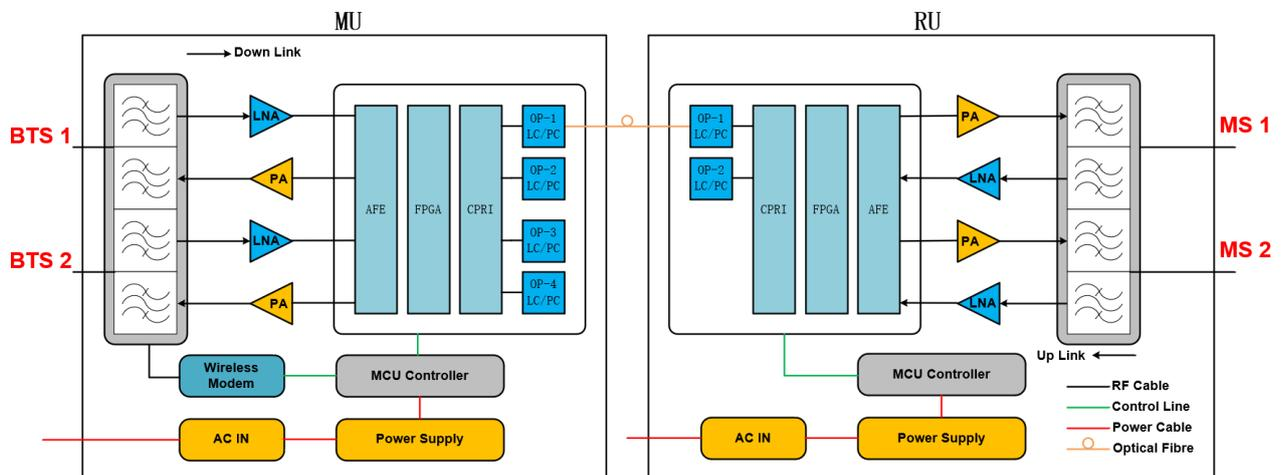 MU
RU
Down Link
BTS 1
BTS 2
LNA
PA
LNA
PA
AFE
FPGA
CPRI
OP-1
LC/PC
OP-2
LC/PC
OP-3
LC/PC
OP-4
LC/PC
Wireless
Modem
MCU Controller
AC IN
Power Supply
OP-1
LC/PC
OP-2
LC/PC
CPRI
FPGA
AFE
PA
LNA
PA
LNA
MS 1
MS 2
Up Link
MCU Controller
AC IN
Power Supply
RF Cable
Control Line
Power Cable
Optical Fibre